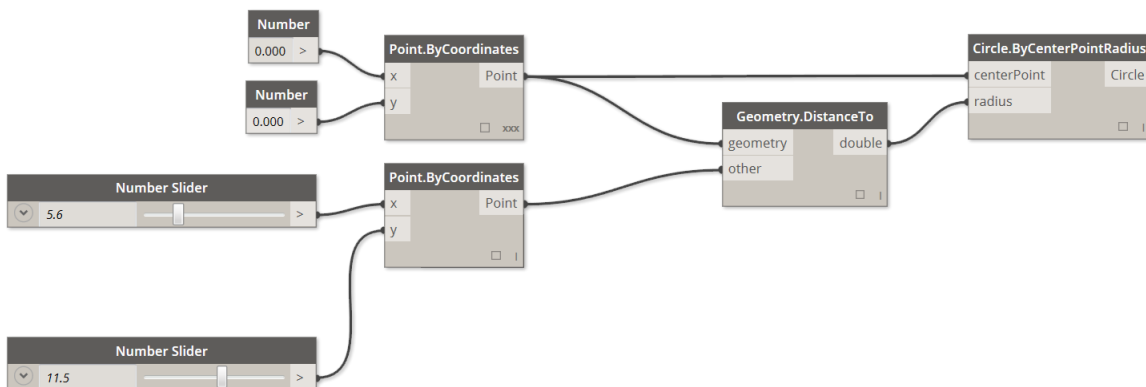 Number
0.000 >
Number
0.000 >
Point.ByCoordinates
x Point
y
xxx
Circle.ByCenterPointRadius
centerPoint Circle
radius
|
Geometry.DistanceTo
geometry double
other
|
Number Slider
5.6 >
Point.ByCoordinates
x Point
y
|
Number Slider
11.5 >